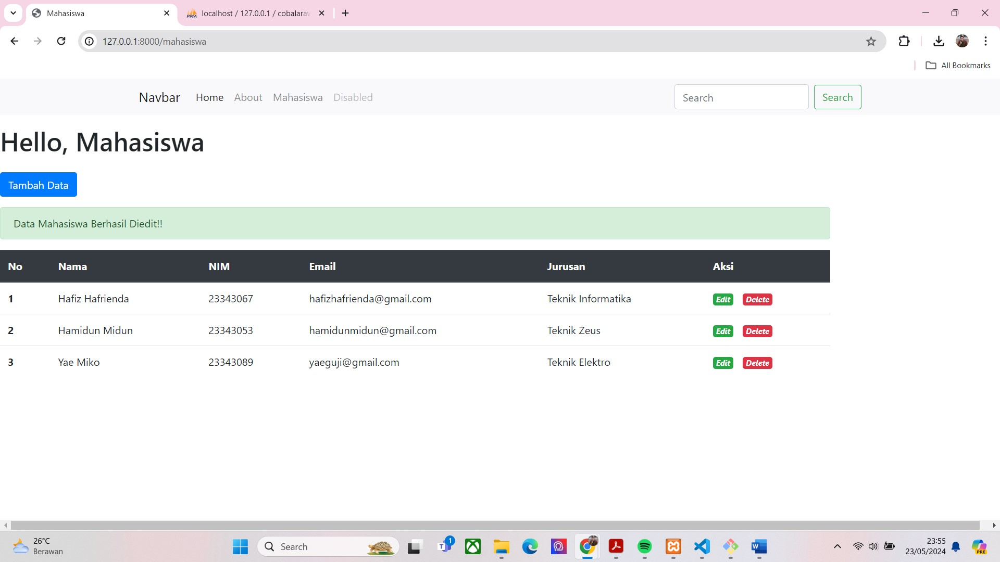 Mahasiswa
localhost / 127.0.0.1 / cobalarav
127.0.0.1:8000/mahasiswa
All Bookmarks
Navbar Home About Mahasiswa Disabled Search Search
Hello, Mahasiswa
Tambah Data
Data Mahasiswa Berhasil Diedit!!
No Nama NIM Email Jurusan Aksi
1 Hafiz Hafrienda 23343067 hafizhafrienda@gmail.com Teknik Informatika Edit Delete
2 Hamidun Midun 23343053 hamidunmidun@gmail.com Teknik Zeus Edit Delete
3 Yae Miko 23343089 yaeguji@gmail.com Teknik Elektro Edit Delete
26°C
Berawan
Search
1
23:55
23/05/2024
PRE